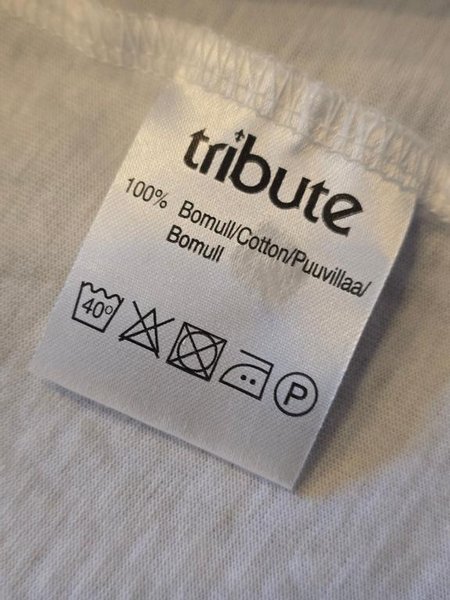 tribute
100% Bomull/Cotton/Puuvillaa/
Bomull
40°
P